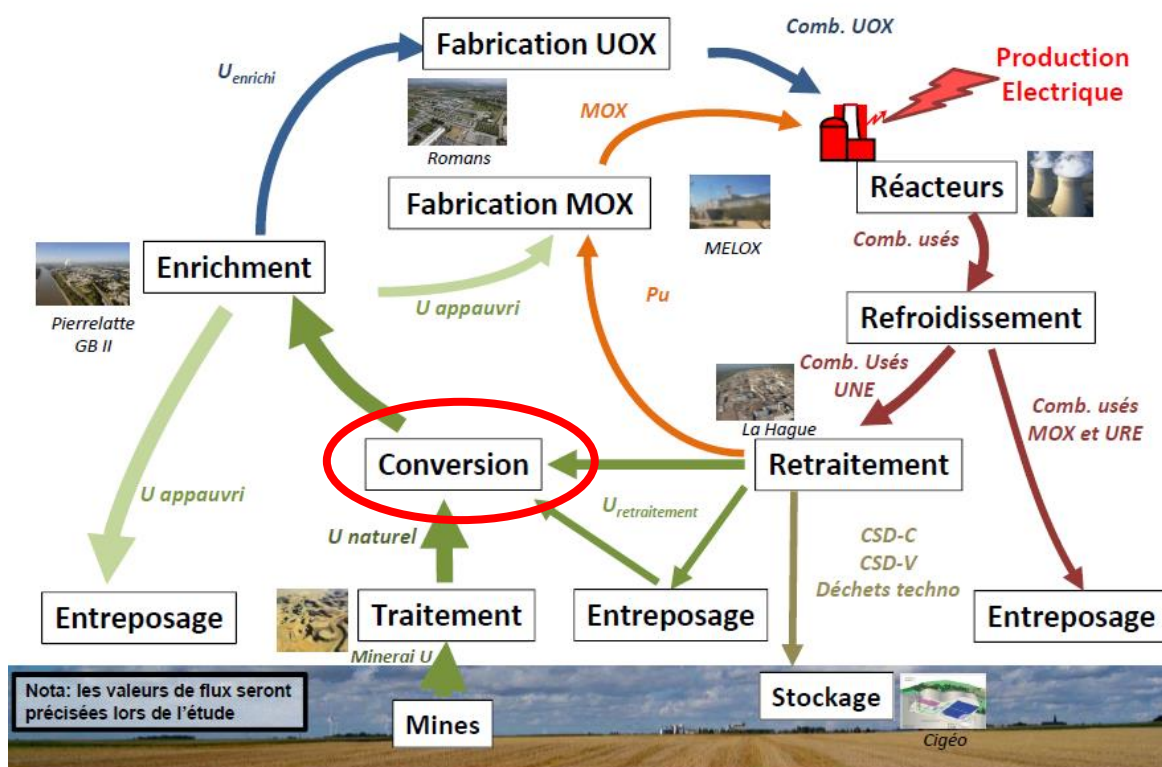 Fabrication UOX
Comb. UOX
Production
Electrique
U enrichi
Romans
MOX
Réacteurs
Fabrication MOX
MELOX
Comb. usés
Enrichment
Pierrelatte
GB II
U appauvri
Pu
Refroidissement
Comb. Usés
UNE
La Hague
Comb. usés
MOX et URE
Conversion
Retraitement
U appauvri
U retraitement
U naturel
CSD-C
CSD-V
Déchets techno
Entreposage
Traitement
Entreposage
Entreposage
Minerai U
Nota: les valeurs de flux seront
précisées lors de l'étude
Mines
Stockage
Cigéo